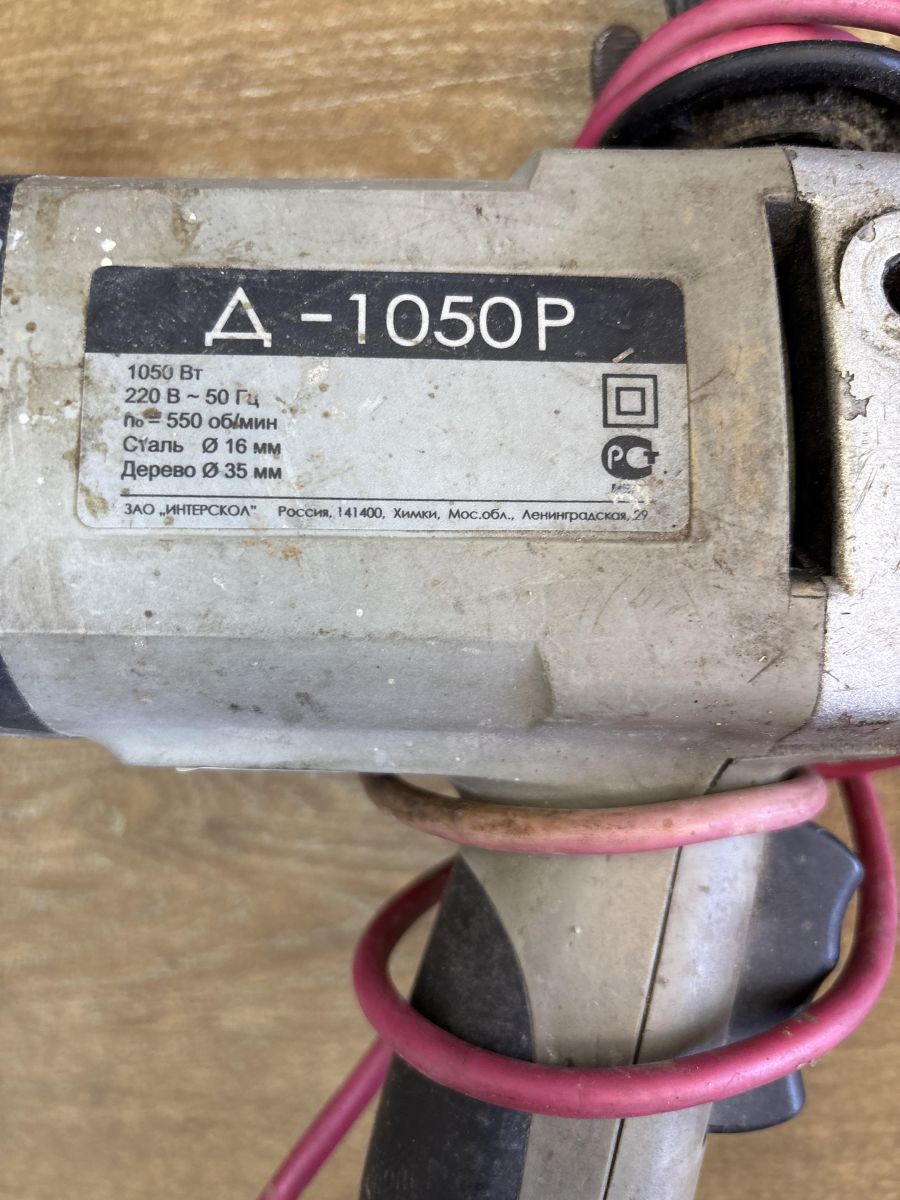 Д-1050Р
1050 Вт
220 В ~ 50 Гц
n₀ = 550 об/мин
Сталь Ø 16 мм
Дерево Ø 35 мм
РСТ
ЗАО „ИНТЕРСКОЛ" Россия, 141400, Химки, Мос.обл., Ленинградская, 29